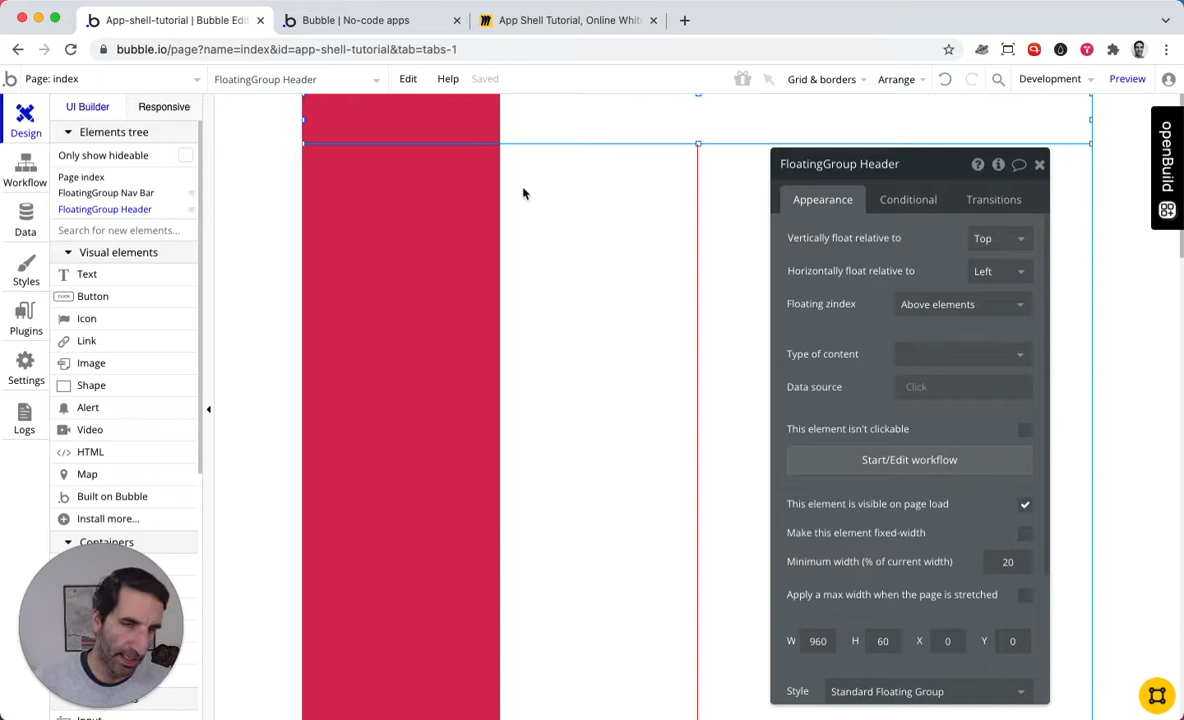 App-shell-tutorial | Bubble Edi
Bubble | No-code apps
App Shell Tutorial, Online Whit
bubble.io/page?name=index&id=app-shell-tutorial&tab=tabs-1
Page: index
FloatingGroup Header
Edit
Help
Saved
Grid & borders
Arrange
Development
Preview
Design
Workflow
Data
Styles
Plugins
Settings
Logs
UI Builder
Responsive
Elements tree
Only show hideable
Page index
FloatingGroup Nav Bar
FloatingGroup Header
Search for new elements...
Visual elements
Text
CLICK
Button
Icon
Link
Image
Shape
Alert
Video
HTML
Map
Built on Bubble
Install more...
Containers
FloatingGroup Header
Appearance
Conditional
Transitions
Vertically float relative to
Top
Horizontally float relative to
Left
Floating zindex
Above elements
Type of content
Data source
Click
This element isn't clickable
Start/Edit workflow
This element is visible on page load
Make this element fixed-width
Minimum width (% of current width)
20
Apply a max width when the page is stretched
W 960 H 60 X 0 Y 0
Style Standard Floating Group
openBuild